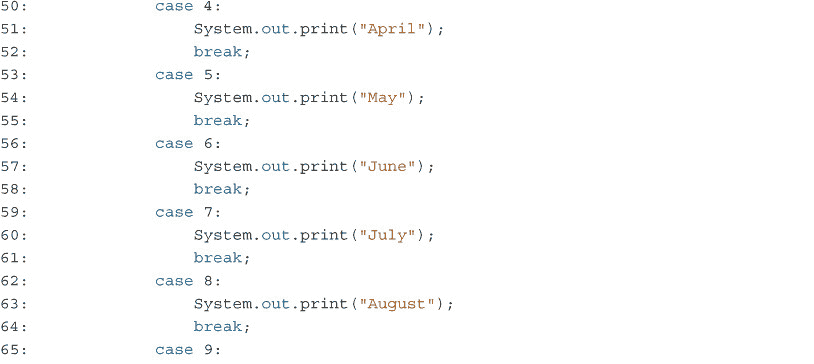 50:             case 4:
51:                 System.out.print("April");
52:                 break;
53:             case 5:
54:                 System.out.print("May");
55:                 break;
56:             case 6:
57:                 System.out.print("June");
58:                 break;
59:             case 7:
60:                 System.out.print("July");
61:                 break;
62:             case 8:
63:                 System.out.print("August");
64:                 break;
65:             case 9: